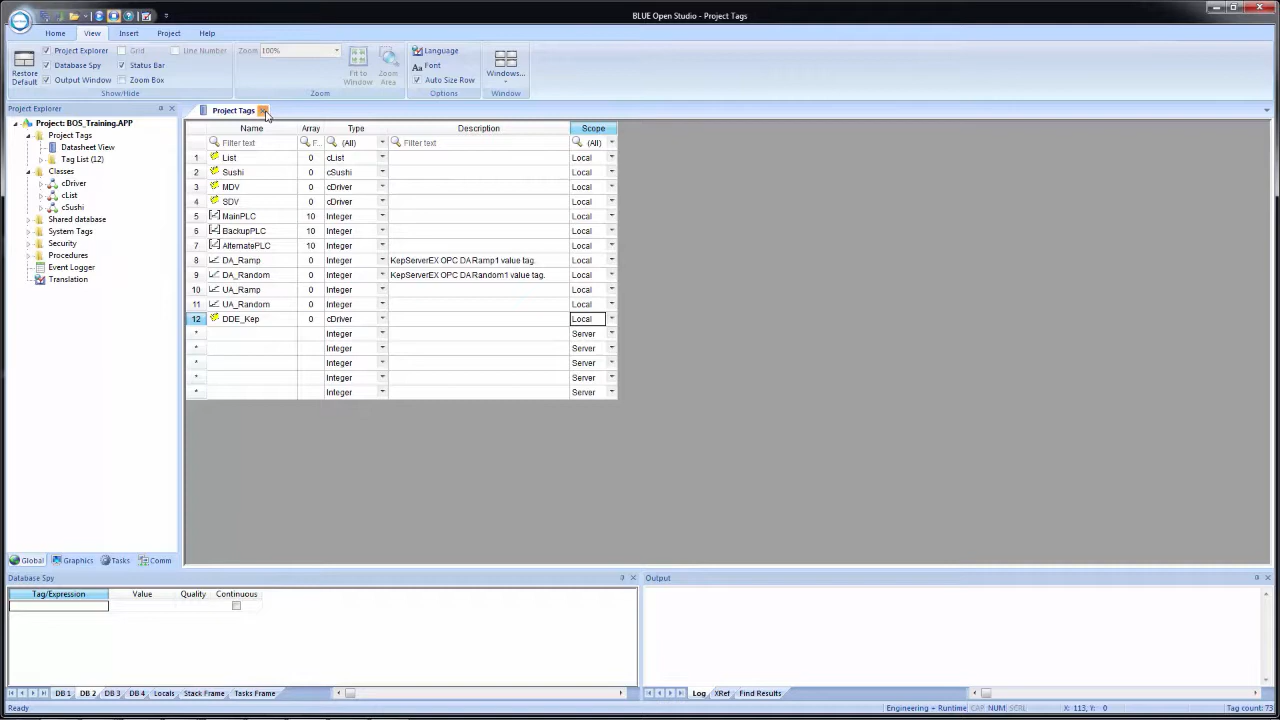 BLUE Open Studio - Project Tags
Home View Insert Project Help
Restore Default
Project Explorer Grid Line Number
Database Spy Status Bar
Output Window Zoom Box
Show/Hide
Zoom 100%
Fit to Window
Zoom Area
Zoom
Language
Font
Auto Size Row
Options
Windows...
Window
Project Explorer
Project: BOS_Training.APP
Project Tags
Datasheet View
Tag List (12)
Classes
cDriver
cList
cSushi
Shared database
System Tags
Security
Procedures
Event Logger
Translation
Global Graphics Tasks Comm
Project Tags
Name Array Type Description Scope
Filter text F... (All) Filter text (All)
1 List 0 cList Local
2 Sushi 0 cSushi Local
3 MDV 0 cDriver Local
4 SDV 0 cDriver Local
5 MainPLC 10 Integer Local
6 BackupPLC 10 Integer Local
7 AlternatePLC 10 Integer Local
8 DA_Ramp 0 Integer KepServerEX OPC DA Ramp1 value tag. Local
9 DA_Random 0 Integer KepServerEX OPC DA Random1 value tag. Local
10 UA_Ramp 0 Integer Local
11 UA_Random 0 Integer Local
12 DDE_Kep 0 cDriver Local
* Integer Server
* Integer Server
* Integer Server
* Integer Server
* Integer Server
Database Spy
Tag/Expression Value Quality Continuous
DB 1 DB 2 DB 3 DB 4 Locals Stack Frame Tasks Frame
Output
Log XRef Find Results
Ready
Engineering + Runtime CAP NUM SCRL X: 113, Y: 0 Tag count: 73